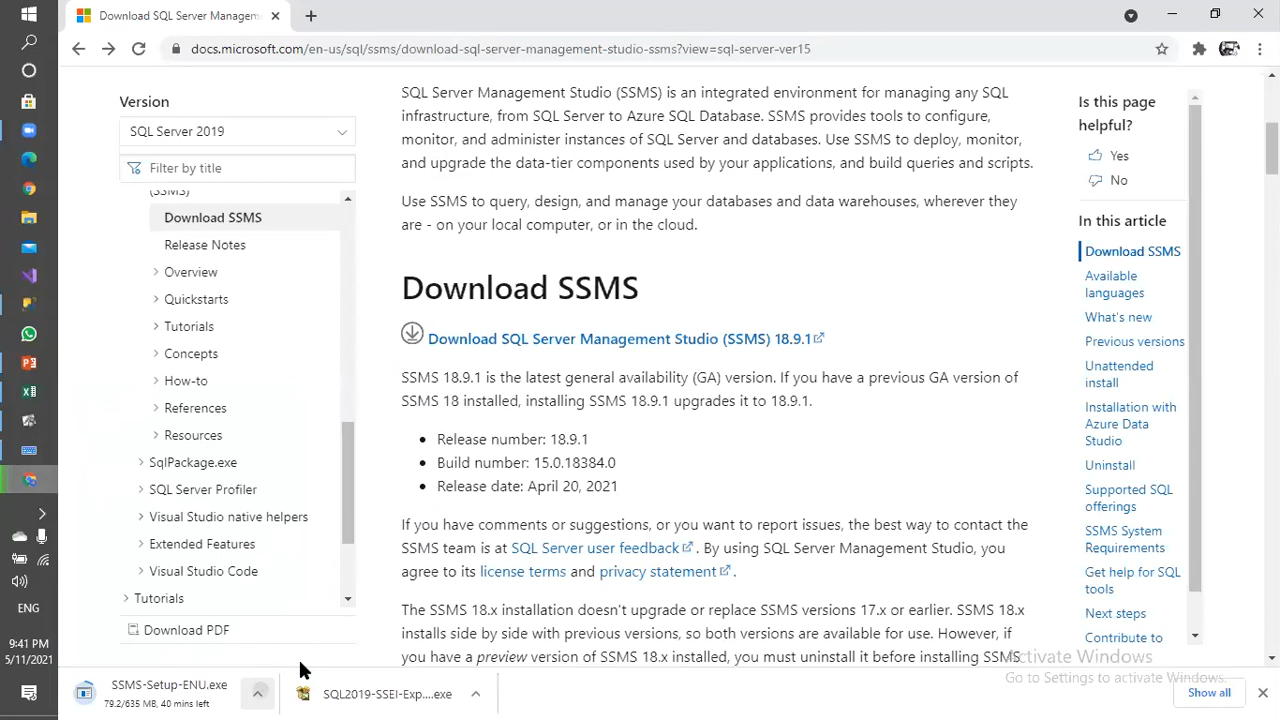 Download SQL Server Managem
docs.microsoft.com/en-us/sql/ssms/download-sql-server-management-studio-ssms?view=sql-server-ver15
Version
SQL Server 2019
Filter by title
(SSMS)
Download SSMS
Release Notes
Overview
Quickstarts
Tutorials
Concepts
How-to
References
Resources
SqlPackage.exe
SQL Server Profiler
Visual Studio native helpers
Extended Features
Visual Studio Code
Tutorials
Download PDF
SQL Server Management Studio (SSMS) is an integrated environment for managing any SQL
infrastructure, from SQL Server to Azure SQL Database. SSMS provides tools to configure,
monitor, and administer instances of SQL Server and databases. Use SSMS to deploy, monitor,
and upgrade the data-tier components used by your applications, and build queries and scripts.
Use SSMS to query, design, and manage your databases and data warehouses, wherever they
are - on your local computer, or in the cloud.
Download SSMS
Download SQL Server Management Studio (SSMS) 18.9.1
SSMS 18.9.1 is the latest general availability (GA) version. If you have a previous GA version of
SSMS 18 installed, installing SSMS 18.9.1 upgrades it to 18.9.1.
• Release number: 18.9.1
• Build number: 15.0.18384.0
• Release date: April 20, 2021
If you have comments or suggestions, or you want to report issues, the best way to contact the
SSMS team is at SQL Server user feedback. By using SQL Server Management Studio, you
agree to its license terms and privacy statement.
The SSMS 18.x installation doesn't upgrade or replace SSMS versions 17.x or earlier. SSMS 18.x
installs side by side with previous versions, so both versions are available for use. However, if
you have a preview version of SSMS 18.x installed, you must uninstall it before installing SSMS
Is this page
helpful?
Yes
No
In this article
Download SSMS
Available
languages
What's new
Previous versions
Unattended
install
Installation with
Azure Data
Studio
Uninstall
Supported SQL
offerings
SSMS System
Requirements
Get help for SQL
tools
Next steps
Contribute to
Activate Windows
Go to Settings to activate Windows.
ENG
9:41 PM
5/11/2021
SSMS-Setup-ENU.exe
79.2/635 MB, 40 mins left
SQL2019-SSEI-Exp....exe
Show all